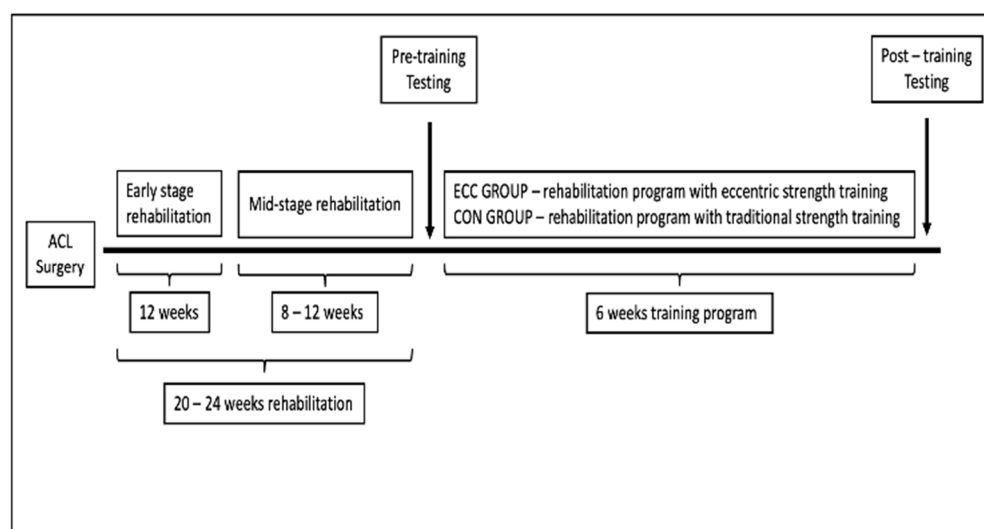 Pre-training
Testing
Post – training
Testing
Early stage
rehabilitation
Mid-stage rehabilitation
ECC GROUP – rehabilitation program with eccentric strength training
CON GROUP – rehabilitation program with traditional strength training
ACL
Surgery
12 weeks
8 – 12 weeks
6 weeks training program
20 – 24 weeks rehabilitation